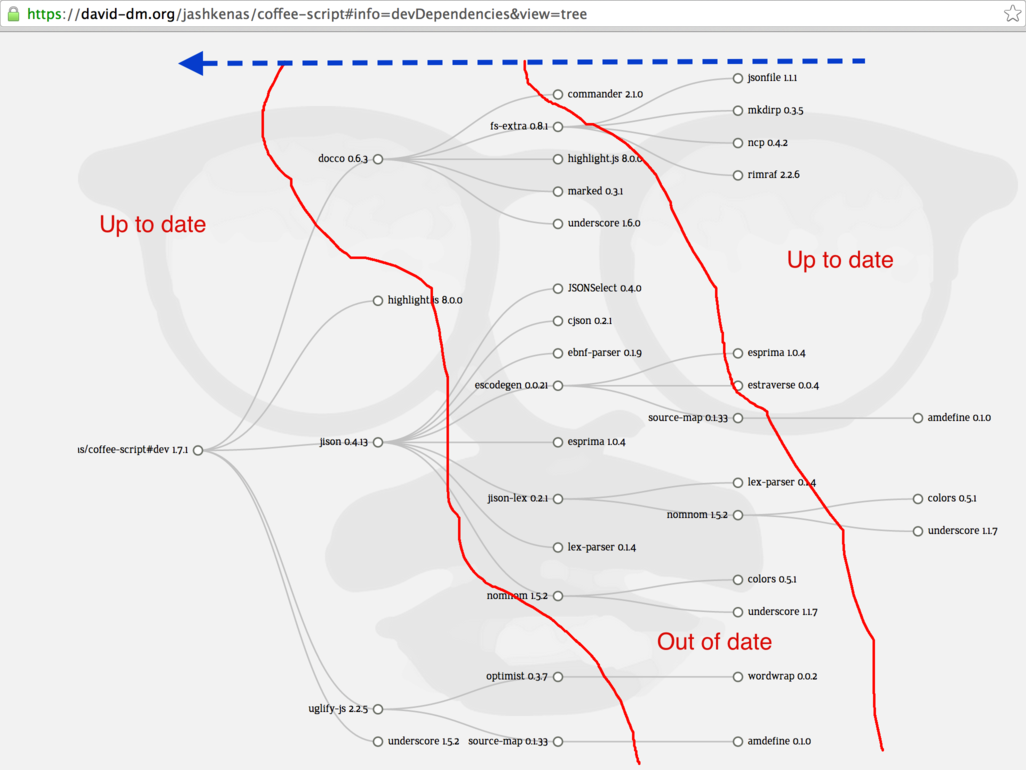 https://david-dm.org/jashkenas/coffee-script#info=devDependencies&view=tree
jsonfile 1.1.1
commander 2.1.0
mkdirp 0.3.5
fs-extra 0.8.1
ncp 0.4.2
docco 0.6.3
highlight.js 8.0.0
rimraf 2.2.6
marked 0.3.1
Up to date
underscore 1.6.0
Up to date
JSONSelect 0.4.0
highlight.js 8.0.0
cjson 0.2.1
ebnf-parser 0.1.9
esprima 1.0.4
escodegen 0.0.21
estraverse 0.0.4
source-map 0.1.33
amdefine 0.1.0
jison 0.4.13
esprima 1.0.4
s/coffee-script#dev 1.7.1
lex-parser 0.1.4
jison-lex 0.2.1
colors 0.5.1
nomnom 1.5.2
underscore 1.1.7
lex-parser 0.1.4
colors 0.5.1
nomnom 1.5.2
underscore 1.1.7
Out of date
optimist 0.3.7
wordwrap 0.0.2
uglify-js 2.2.5
underscore 1.5.2
source-map 0.1.33
amdefine 0.1.0